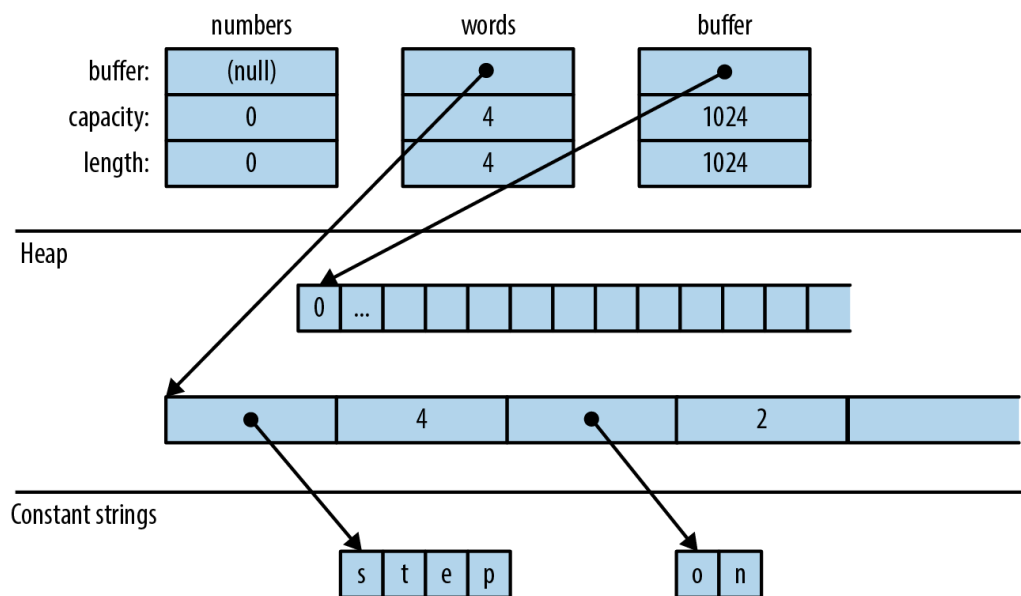 numbers words buffer
buffer: (null)
capacity: 0 4 1024
length: 0 4 1024
Heap
0 ...
4 2
Constant strings
s t e p o n